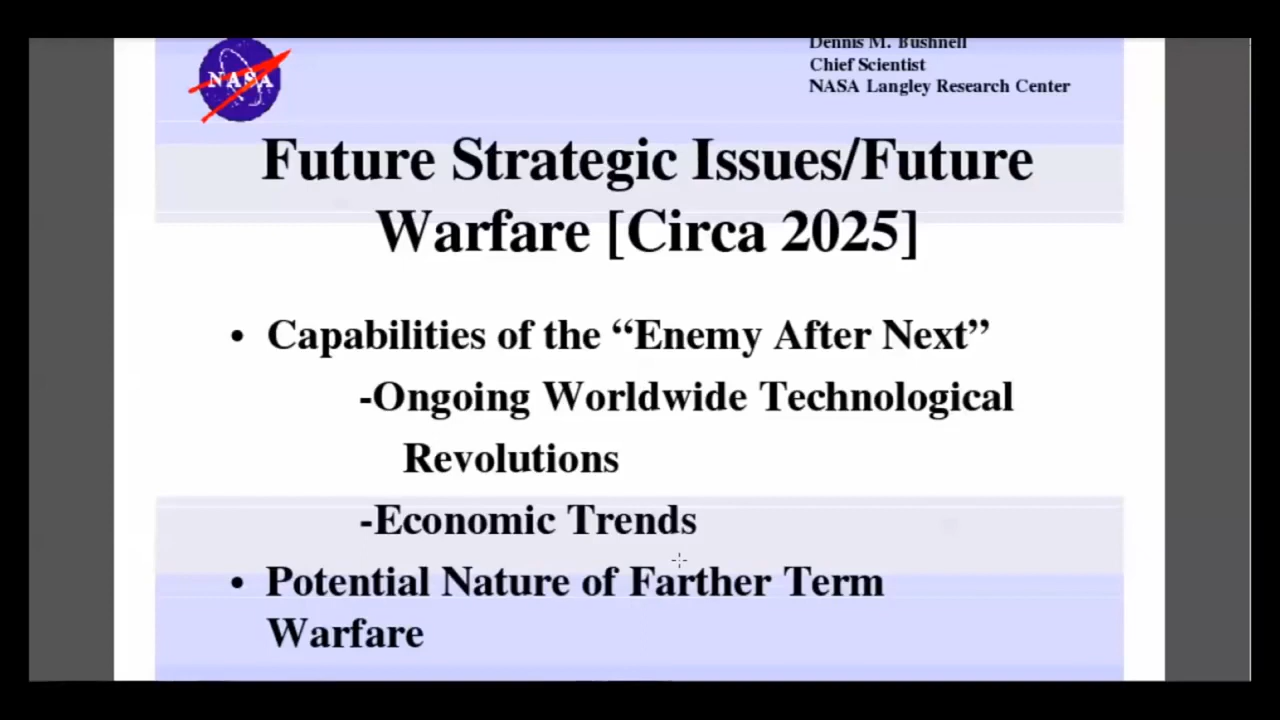 NASA
Dennis M. Bushnell
Chief Scientist
NASA Langley Research Center
Future Strategic Issues/Future
Warfare [Circa 2025]
• Capabilities of the “Enemy After Next”
-Ongoing Worldwide Technological
Revolutions
-Economic Trends
• Potential Nature of Farther Term
Warfare